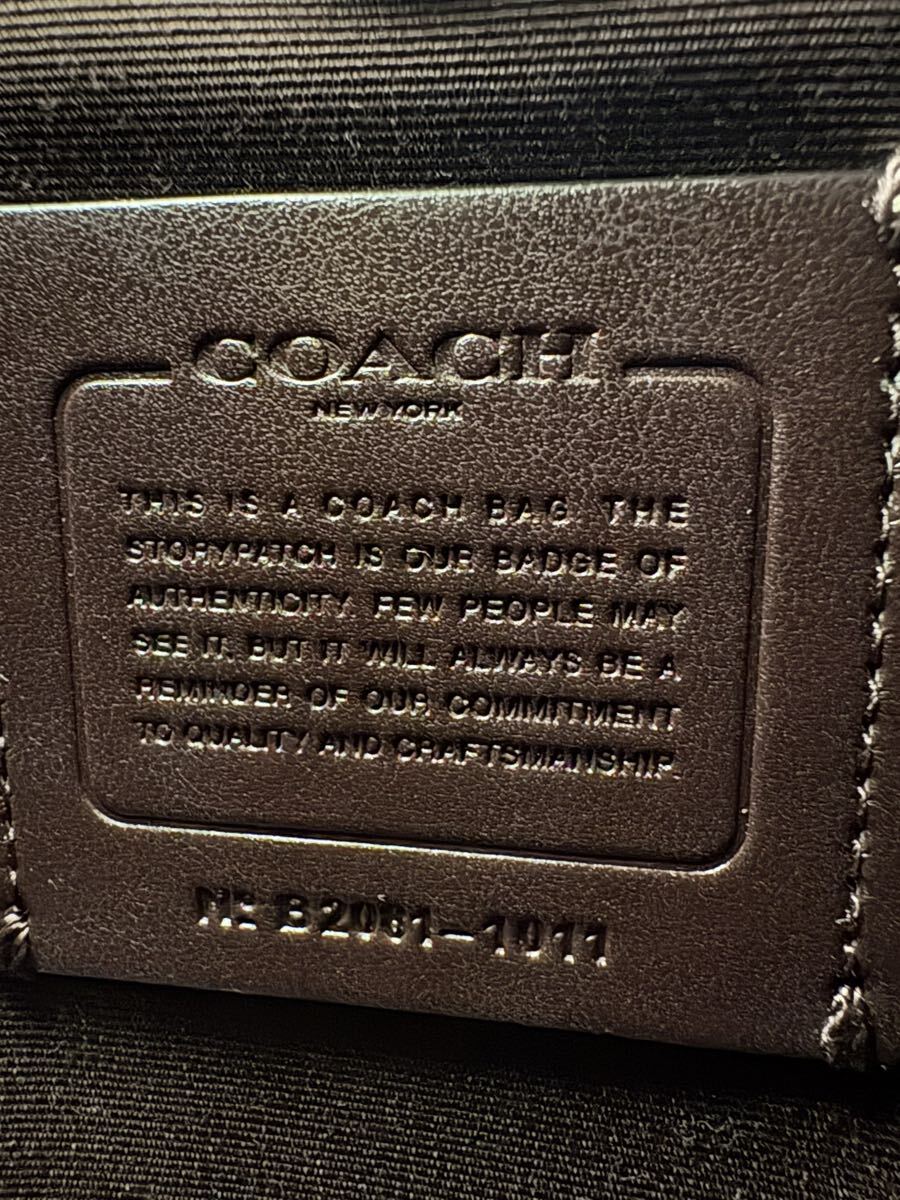 COACH
NEW YORK
THIS IS A COACH BAG. THE
STORYPATCH IS OUR BADGE OF
AUTHENTICITY. FEW PEOPLE MAY
SEE IT. BUT IT WILL ALWAYS BE A
REMINDER OF OUR COMMITMENT
TO QUALITY AND CRAFTSMANSHIP.